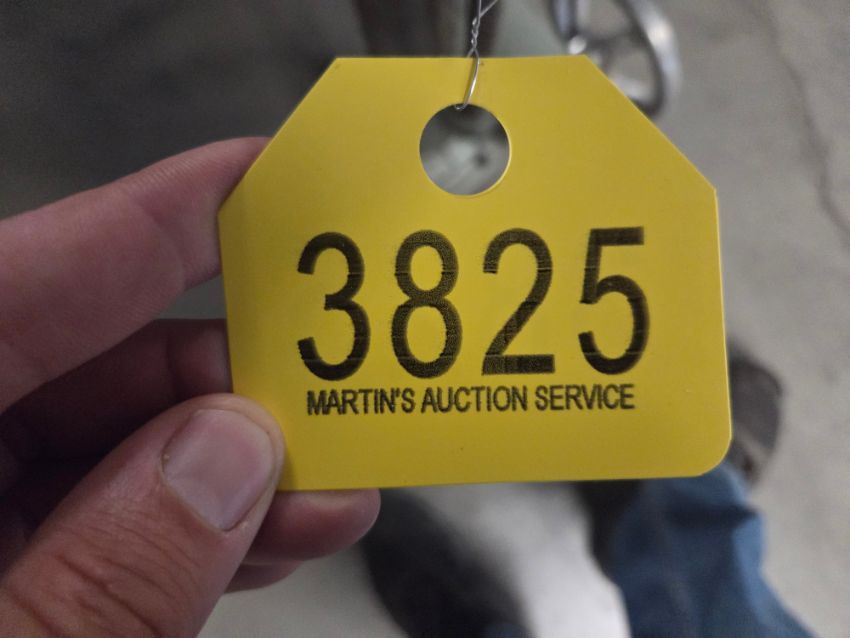 3825
MARTIN'S AUCTION SERVICE